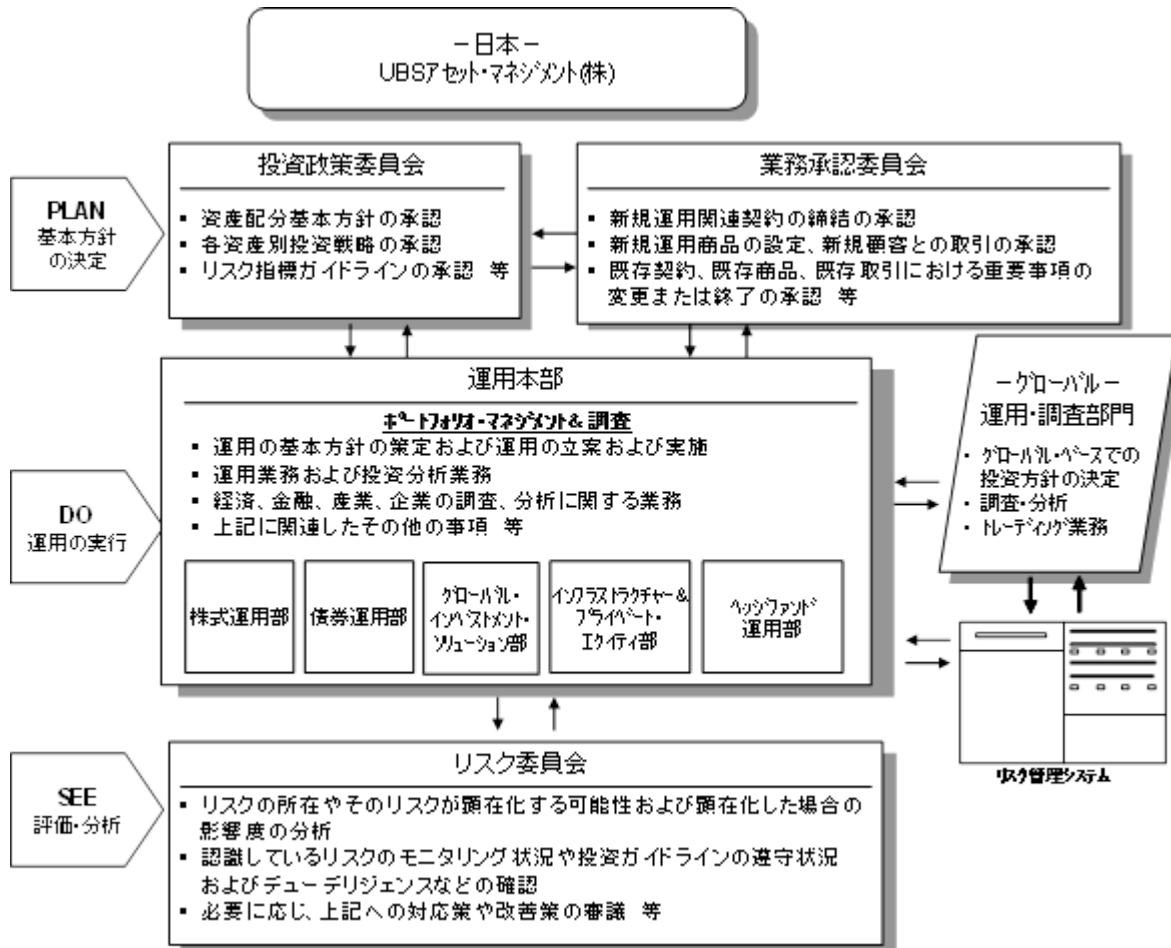 －日本－
UBSｱｾｯﾄ･ﾏﾈｼﾞﾒﾝﾄ(株)
PLAN
基本方針
の決定
投資政策委員会
▪ 資産配分基本方針の承認
▪ 各資産別投資戦略の承認
▪ リスク指標ガイドラインの承認 等
業務承認委員会
▪ 新規運用関連契約の締結の承認
▪ 新規運用商品の設定、新規顧客との取引の承認
▪ 既存契約、既存商品、既存取引における重要事項の
変更または終了の承認 等
DO
運用の実行
運用本部
ﾎﾟｰﾄﾌｫﾘｵ･ﾏﾈｼﾞﾒﾝﾄ& 調査
▪ 運用の基本方針の策定および運用の立案および実施
▪ 運用業務および投資分析業務
▪ 経済、金融、産業、企業の調査、分析に関する業務
▪ 上記に関連したその他の事項 等
株式運用部
債券運用部
ｸﾞﾛｰﾊﾞﾙ･
ｲﾝﾍﾞｽﾄﾒﾝﾄ･
ｿﾘｭｰｼｮﾝ部
ｲﾝﾌﾗｽﾄﾗｸﾁｬｰ&
ﾌﾟﾗｲﾍﾞｰﾄ･
ｴｸｲﾃｨ部
ﾍｯｼﾞﾌｧﾝﾄﾞ
運用部
－ｸﾞﾛｰﾊﾞﾙ－
運用･調査部門
▪ ｸﾞﾛｰﾊﾞﾙ･ﾍﾞｰｽでの
投資方針の決定
▪ 調査･分析
▪ ﾄﾚｰﾃﾞｨﾝｸﾞ業務
ﾘｽｸ管理ｼｽﾃﾑ
SEE
評価･分析
リスク委員会
▪ リスクの所在やそのリスクが顕在化する可能性および顕在化した場合の
影響度の分析
▪ 認識しているリスクのモニタリング状況や投資ガイドラインの遵守状況
およびデューデリジェンスなどの確認
▪ 必要に応じ、上記への対応策や改善策の審議 等